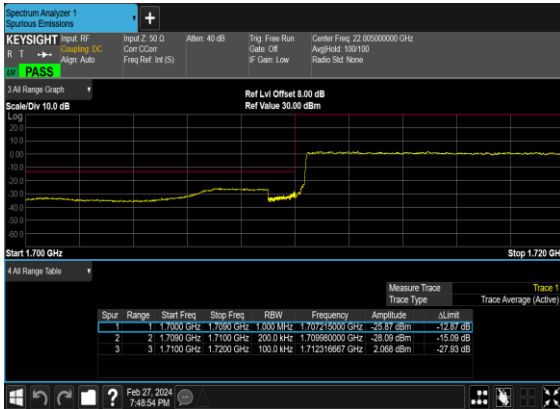 Spectrum Analyzer 1
Spurious Emissions
+
KEYSIGHT Input: RF Input Z: 50 Ω Atten: 40 dB Trig: Free Run Center Freq: 22.005000000 GHz
R T Coupling: DC Corr CCorr Gate: Off Avg|Hold: 100/100
Align: Auto Freq Ref: Int (S) IF Gain: Low Radio Std: None
PASS
3 All Range Graph
Ref Lvl Offset 8.00 dB
Scale/Div 10.0 dB Ref Value 30.00 dBm
Log
20.0
10.0
0.00
-10.0
-20.0
-30.0
-40.0
-50.0
-60.0
Start 1.700 GHz Stop 1.720 GH
4 All Range Table
Measure Trace Trace 1
Trace Type Trace Average (Active)
Spur Range Start Freq Stop Freq RBW Frequency Amplitude ΔLimit
1 1 1.7000 GHz 1.7090 GHz 1.000 MHz 1.707215000 GHz -25.87 dBm -12.87 dB
2 2 1.7090 GHz 1.7100 GHz 200.0 kHz 1.709980000 GHz -28.09 dBm -15.09 dB
3 3 1.7100 GHz 1.7200 GHz 100.0 kHz 1.712316667 GHz 2.068 dBm -27.93 dB
Feb 27, 2024
7:48:54 PM